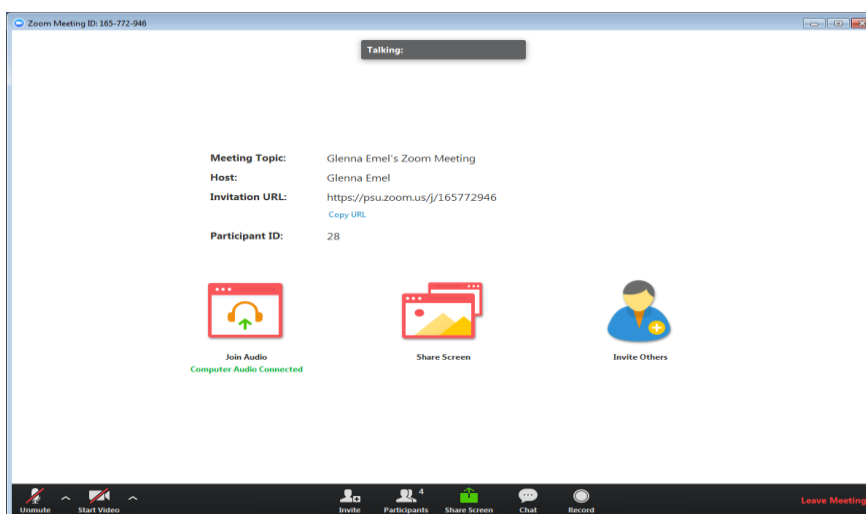 Zoom Meeting ID: 165-772-946
Talking:
Meeting Topic: Glenna Emel's Zoom Meeting
Host: Glenna Emel
Invitation URL: https://psu.zoom.us/j/165772946
Copy URL
Participant ID: 28
Join Audio Share Screen Invite Others
Computer Audio Connected
4
Unmute Start Video Invite Participants Share Screen Chat Record Leave Meeting